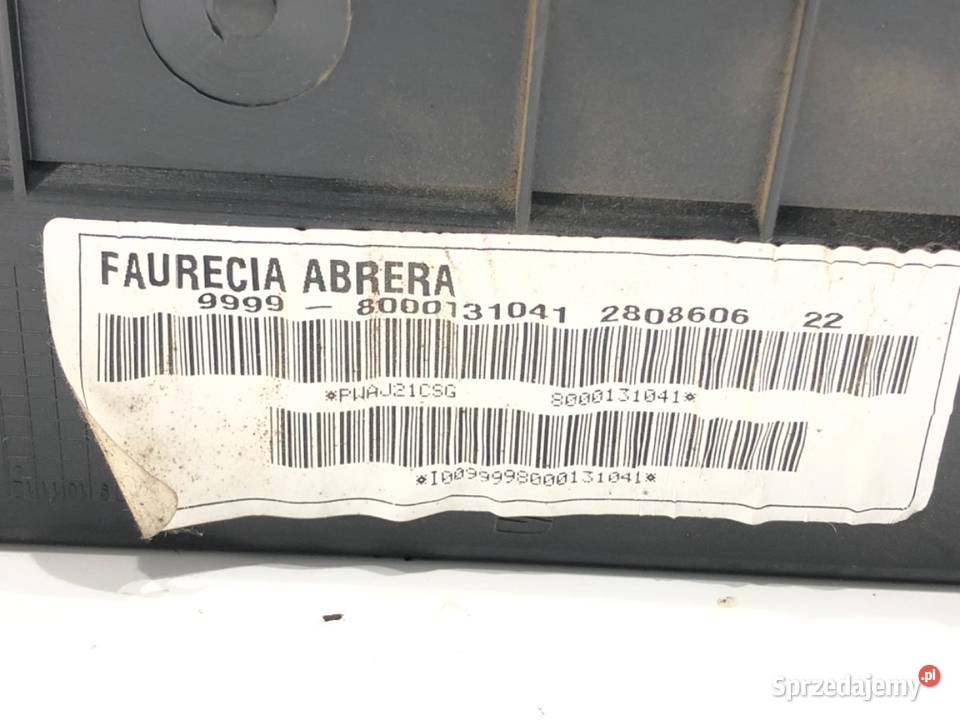 FAURECIA ABRERA
9999 - 8000131041 2808606 22
*PWAJ21CSG 8000131041*
*I0099998000131041*
Sprzedajemy.pl